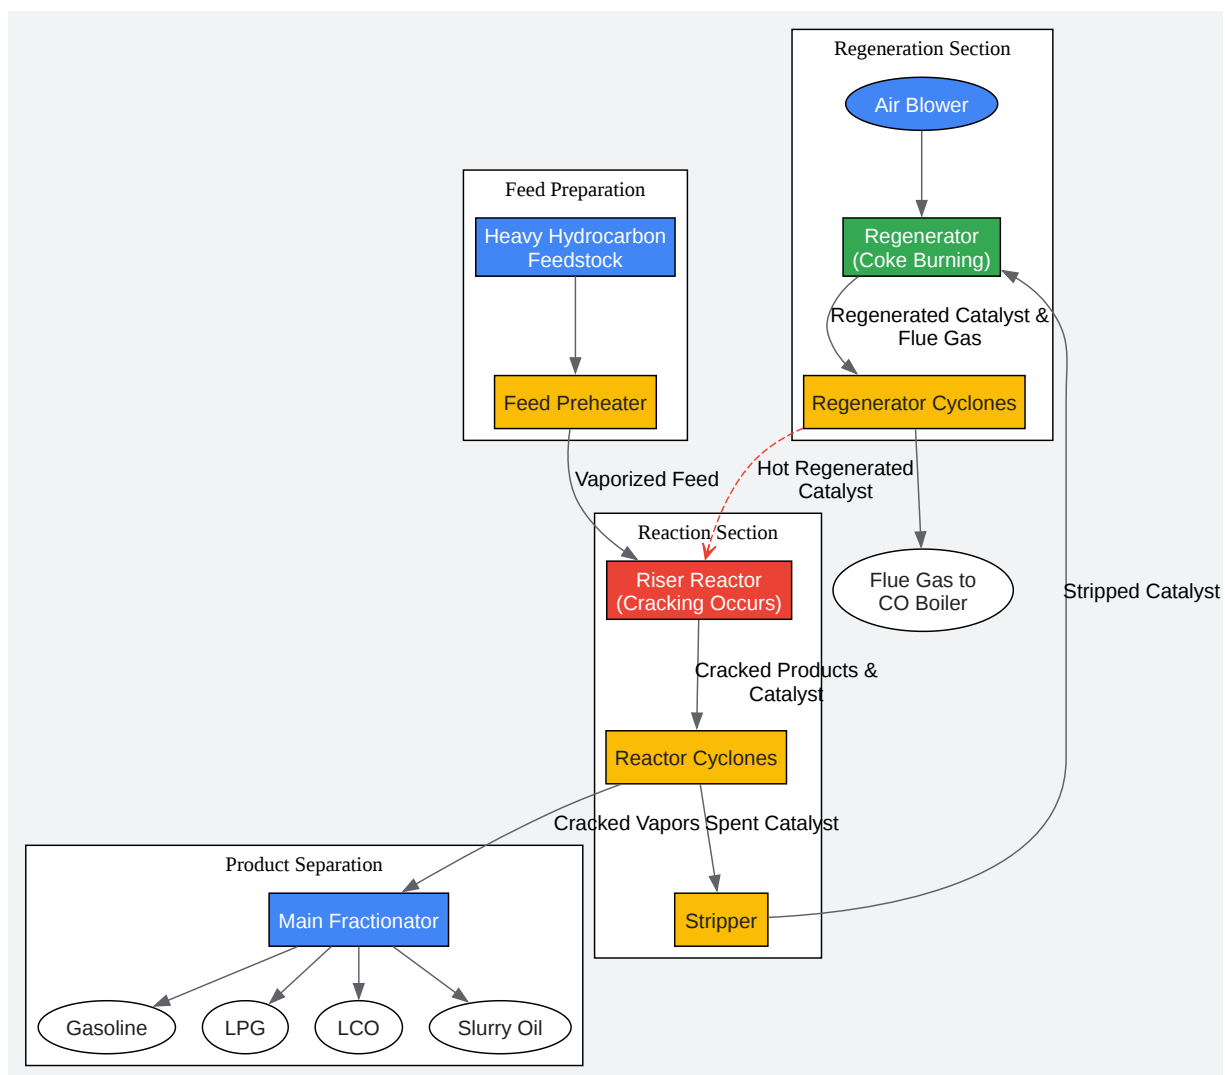 Regeneration Section
Air Blower
Feed Preparation
Heavy Hydrocarbon
Feedstock
Regenerator
(Coke Burning)
Regenerated Catalyst &
Flue Gas
Feed Preheater
Regenerator Cyclones
Vaporized Feed
Hot Regenerated
Catalyst
Reaction Section
Riser Reactor
(Cracking Occurs)
Flue Gas to
CO Boiler
Stripped Catalyst
Cracked Products &
Catalyst
Reactor Cyclones
Cracked Vapors
Spent Catalyst
Product Separation
Main Fractionator
Stripper
Gasoline
LPG
LCO
Slurry Oil